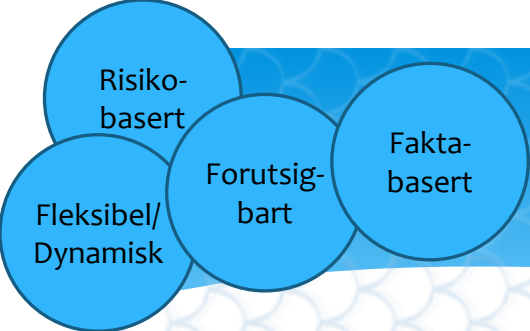 Risiko-
basert
Fleksibel/
Dynamisk
Forutsig-
bart
Fakta-
basert